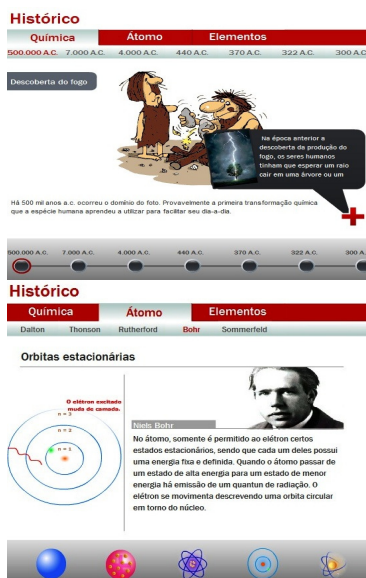 Histórico
Química Átomo Elementos
500.000 A.C. 7.000 A.C. 4.000 A.C. 440 A.C. 370 A.C. 322 A.C. 300 A.C
Descoberta do fogo
Na época anterior a
descoberta da produção do
fogo, os seres humanos
tinham que esperar um raio
cair em uma árvore ou um
Há 500 mil anos a.c. ocorreu o domínio do foto. Provavelmente a primeira transformação química
que a espécie humana aprendeu a utilizar para facilitar seu dia-a-dia.
500.000 A.C. 7.000 A.C. 4.000 A.C. 440 A.C. 370 A.C. 322 A.C. 300 A.
Histórico
Química Átomo Elementos
Dalton Thonson Rutherford Bohr Sommerfeld
Orbitas estacionárias
O elétron excitado
muda de camada.
n = 3
n = 2
n = 1
Niels Bohr
No átomo, somente é permitido ao elétron certos
estados estacionários, sendo que cada um deles possui
uma energia fixa e definida. Quando o átomo passar de
um estado de alta energia para um estado de menor
energia há emissão de um quantun de radiação. O
elétron se movimenta descrevendo uma orbita circular
em torno do núcleo.